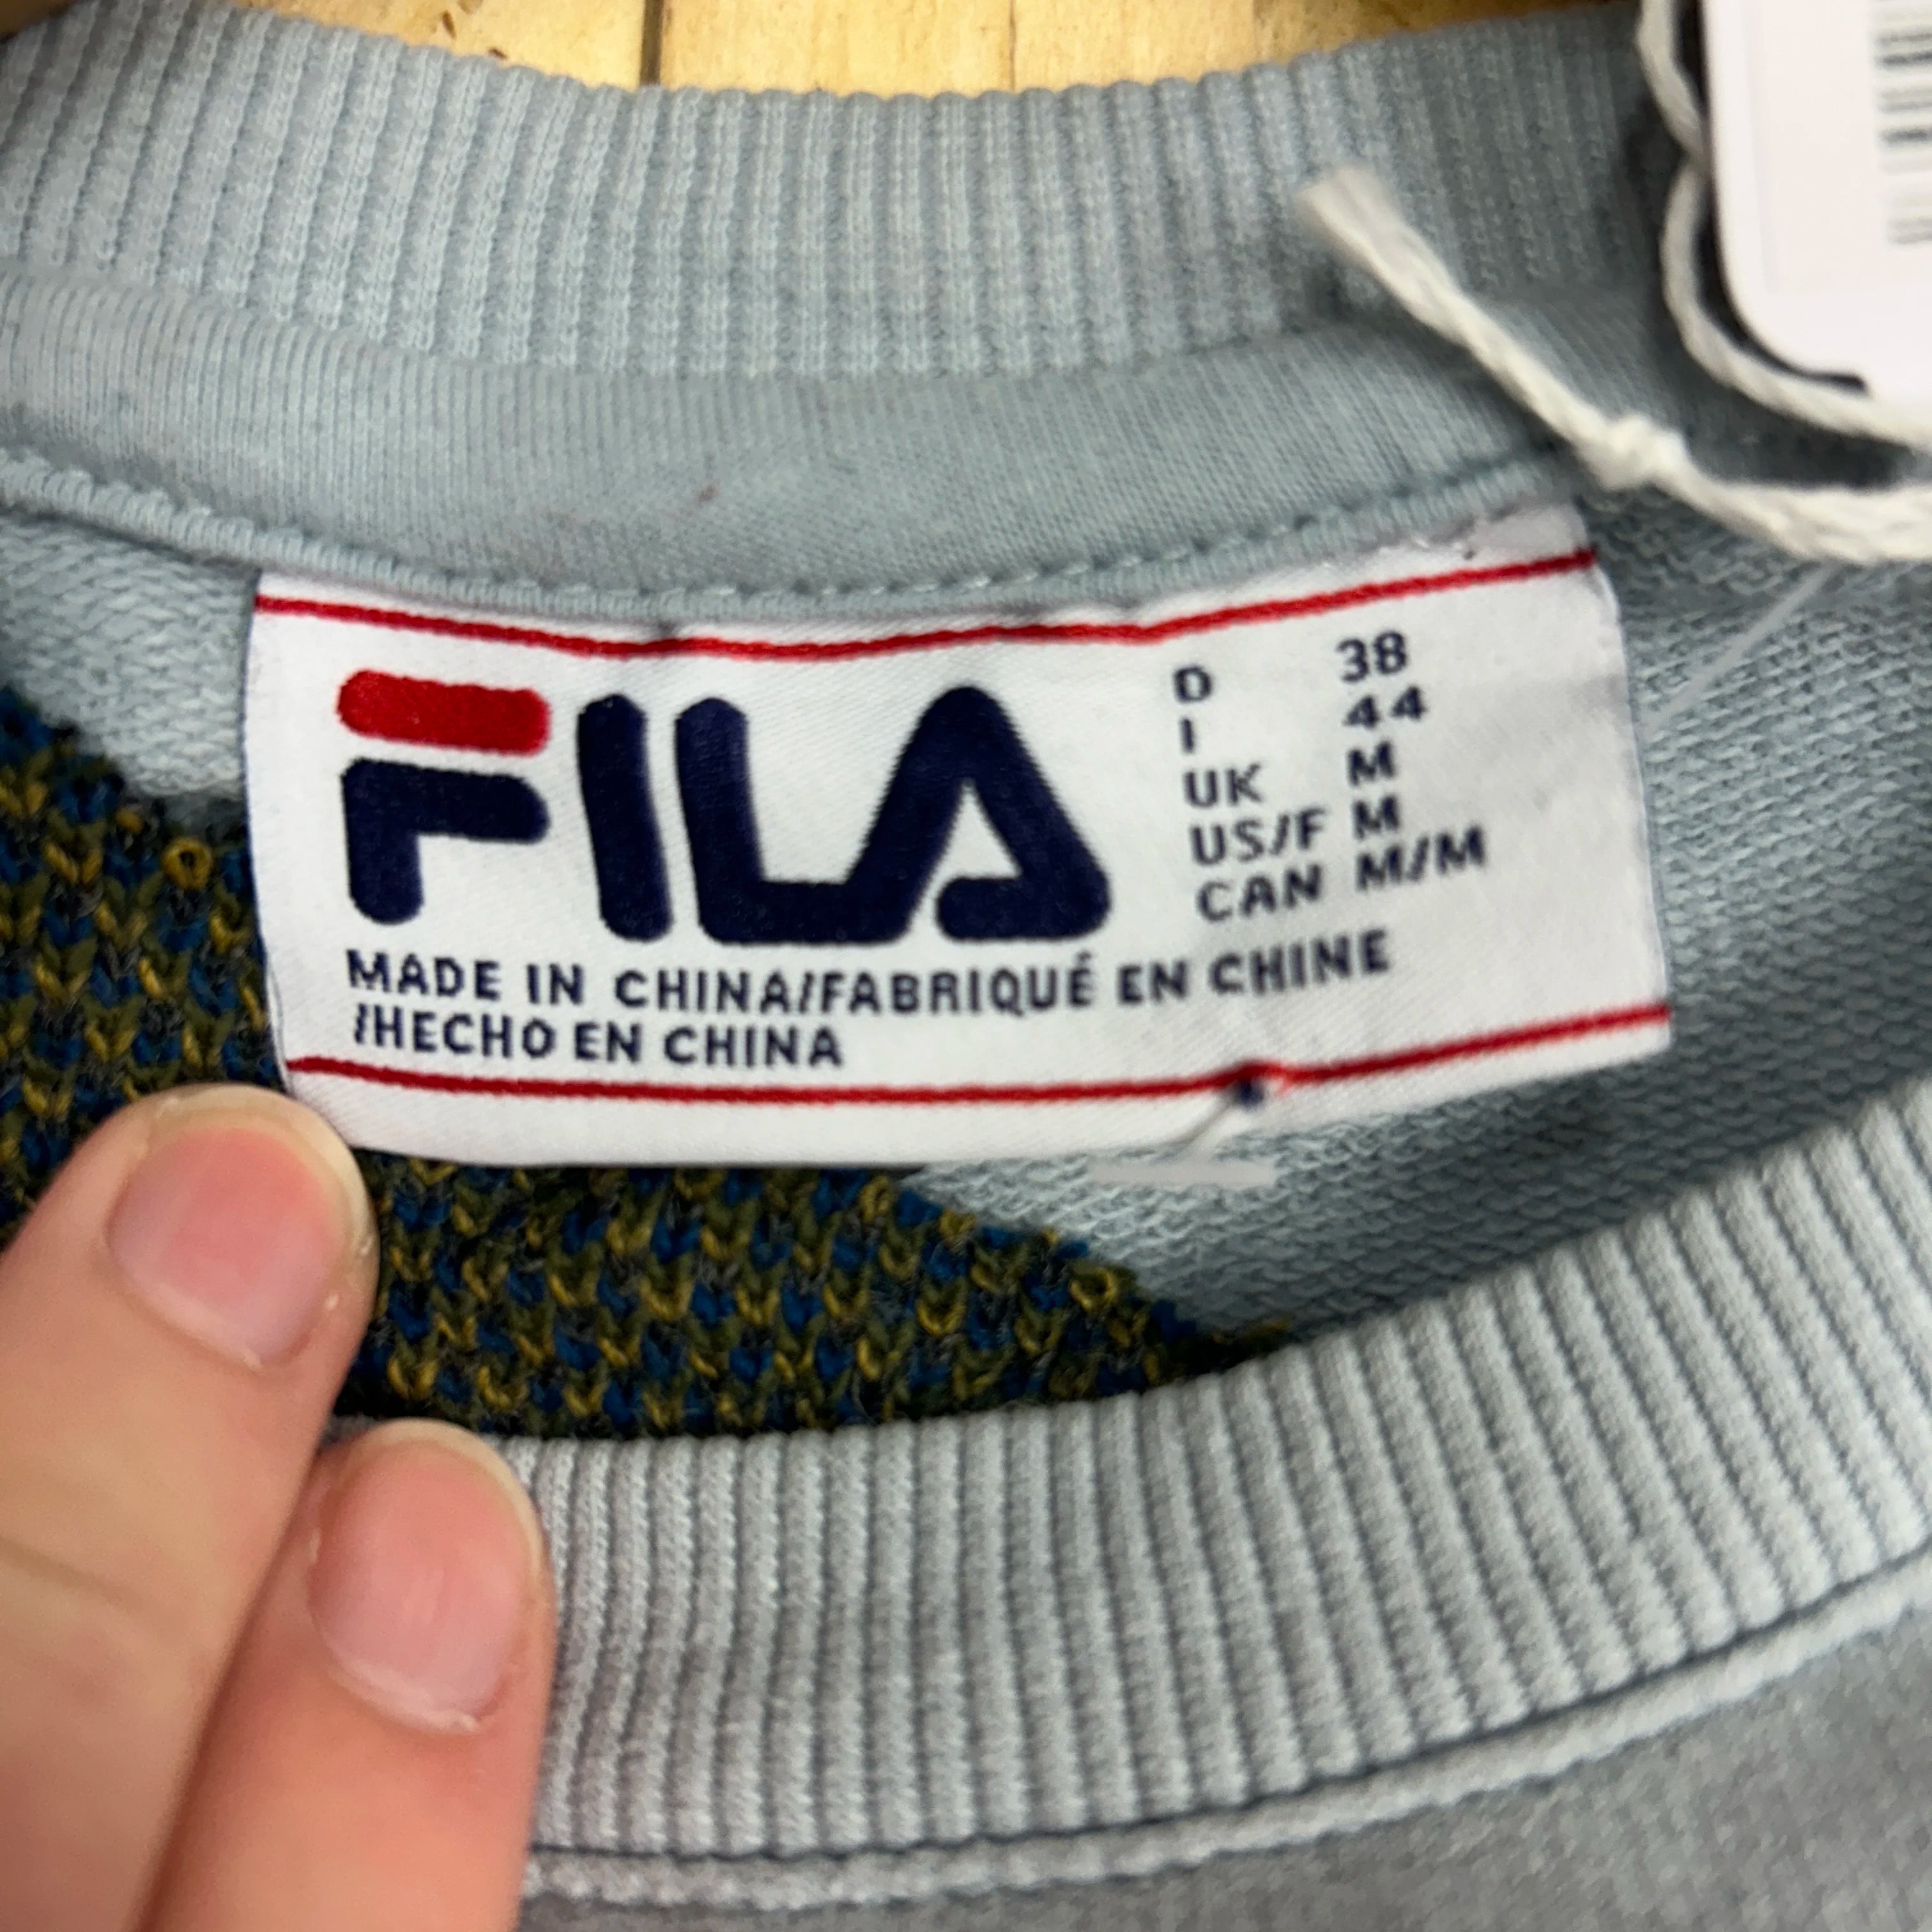 FILA
D 38
I 44
UK M
US/F M
CAN M/M
MADE IN CHINA/FABRIQUÉ EN CHINE
/HECHO EN CHINA